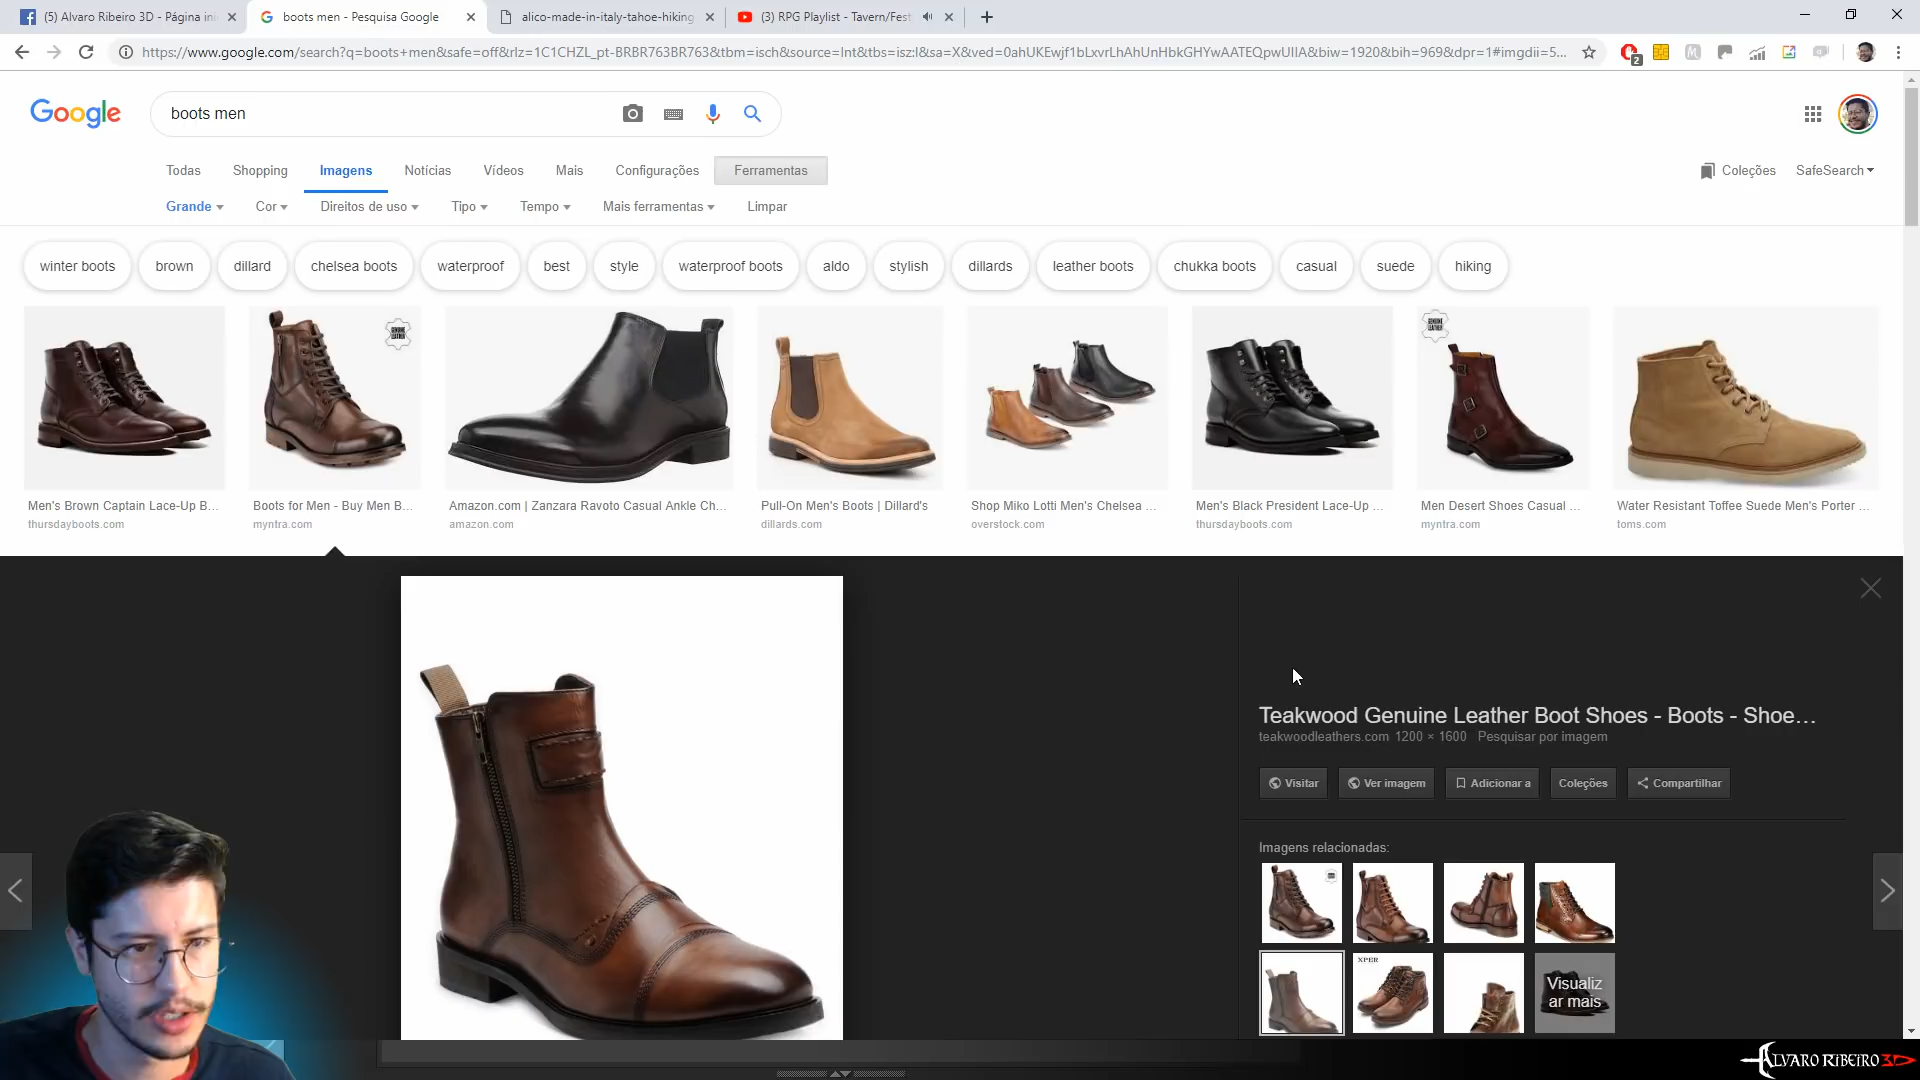 (5) Alvaro Ribeiro 3D - Página ini
boots men - Pesquisa Google
alico-made-in-italy-tahoe-hiking
(3) RPG Playlist - Tavern/Fest
https://www.google.com/search?q=boots+men&safe=off&rlz=1C1CHZL_pt-BRBR763BR763&tbm=isch&source=lnt&tbs=isz:l&sa=X&ved=0ahUKEwjf1bLxvrLhAhUnHbkGHYwAATEQpwUIIA&biw=1920&bih=969&dpr=1#imgdii=5...
2
Google
boots men
Todas Shopping Imagens Notícias Vídeos Mais Configurações Ferramentas
Coleções SafeSearch
Grande Cor Direitos de uso Tipo Tempo Mais ferramentas Limpar
winter boots brown dillard chelsea boots waterproof best style waterproof boots aldo stylish dillards leather boots chukka boots casual suede hiking
GENUINE LEATHER
GENUINE LEATHER
Men's Brown Captain Lace-Up B...
thursdayboots.com
Boots for Men - Buy Men B...
myntra.com
Amazon.com | Zanzara Ravoto Casual Ankle Ch...
amazon.com
Pull-On Men's Boots | Dillard's
dillards.com
Shop Miko Lotti Men's Chelsea ...
overstock.com
Men's Black President Lace-Up ...
thursdayboots.com
Men Desert Shoes Casual ...
myntra.com
Water Resistant Toffee Suede Men's Porter ...
toms.com
Teakwood Genuine Leather Boot Shoes - Boots - Shoe...
teakwoodleathers.com 1200 × 1600 Pesquisar por imagem
Visitar Ver imagem Adicionar a Coleções Compartilhar
Imagens relacionadas:
XPER
Visualiz
ar mais
ALVARO RIBEIRO 3D